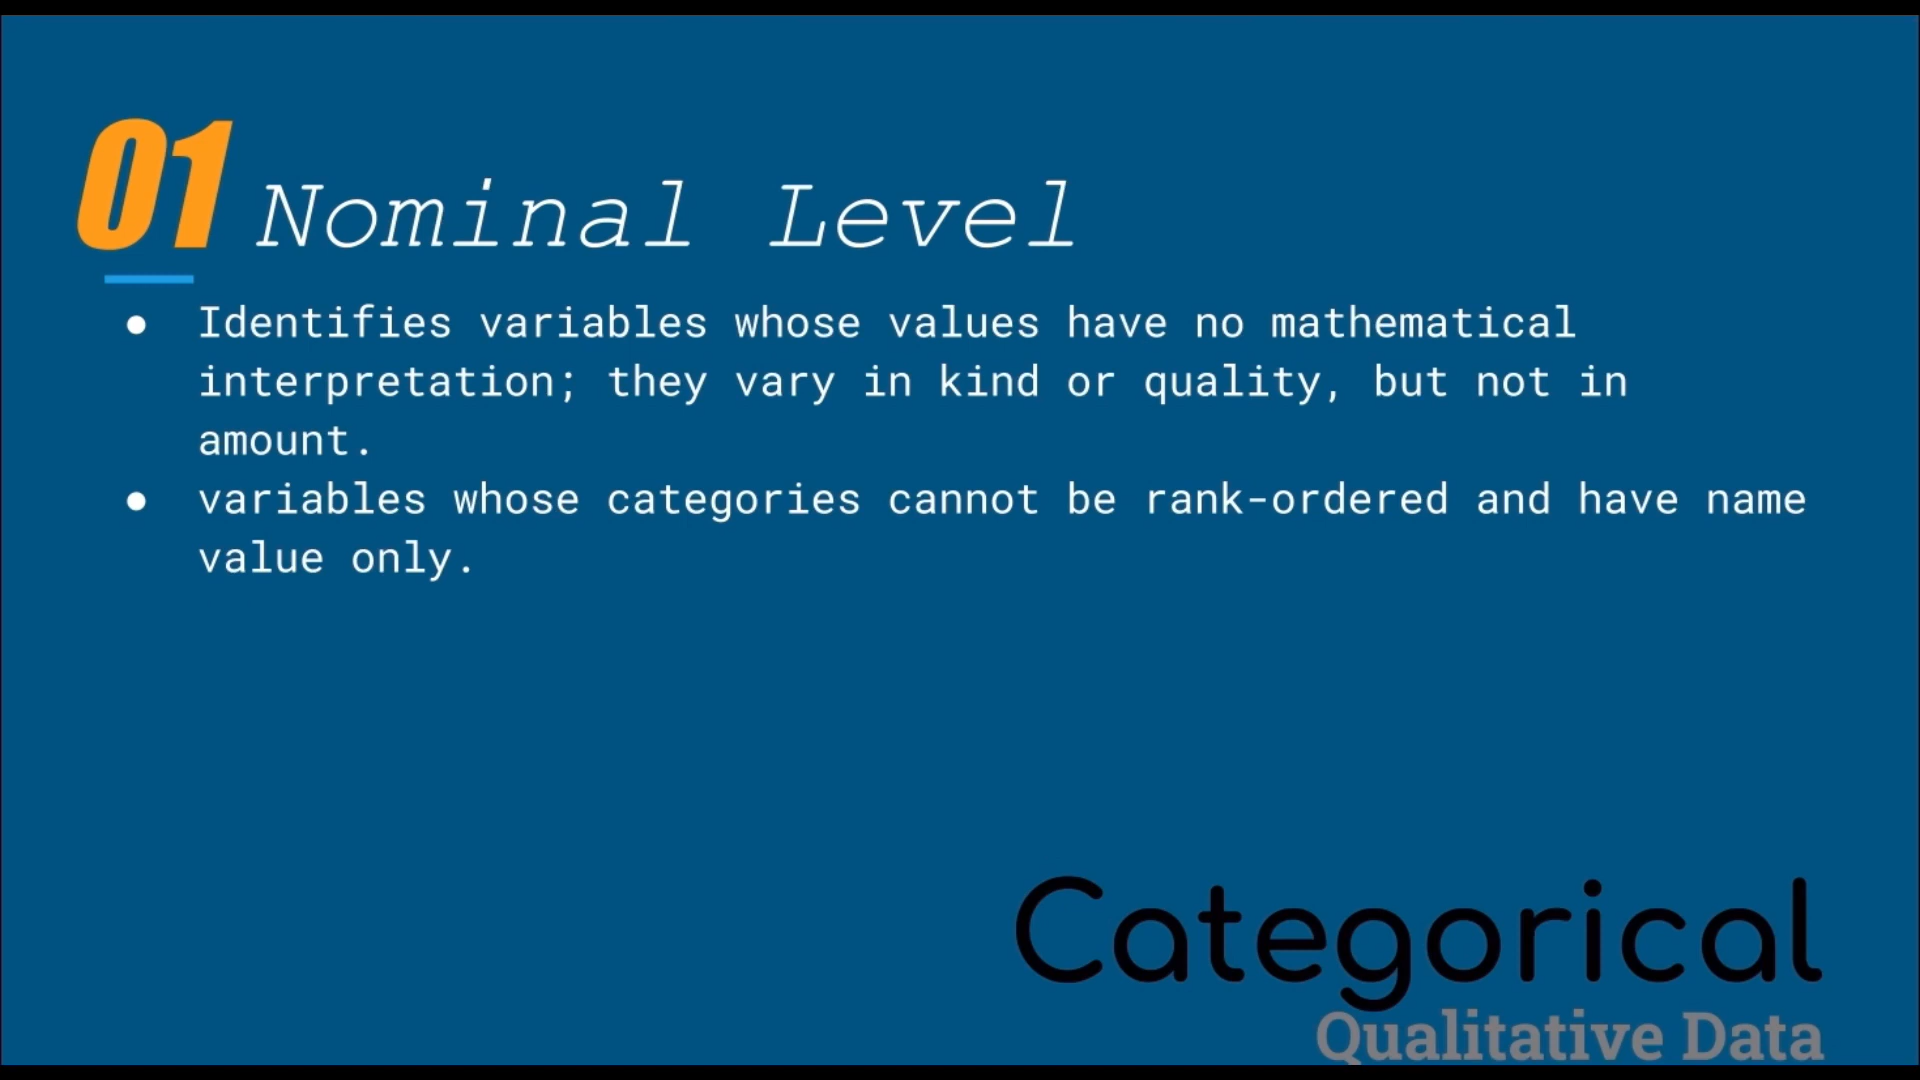 01 Nominal Level
● Identifies variables whose values have no mathematical
interpretation; they vary in kind or quality, but not in
amount.
● variables whose categories cannot be rank-ordered and have name
value only.
Categorical
Qualitative Data